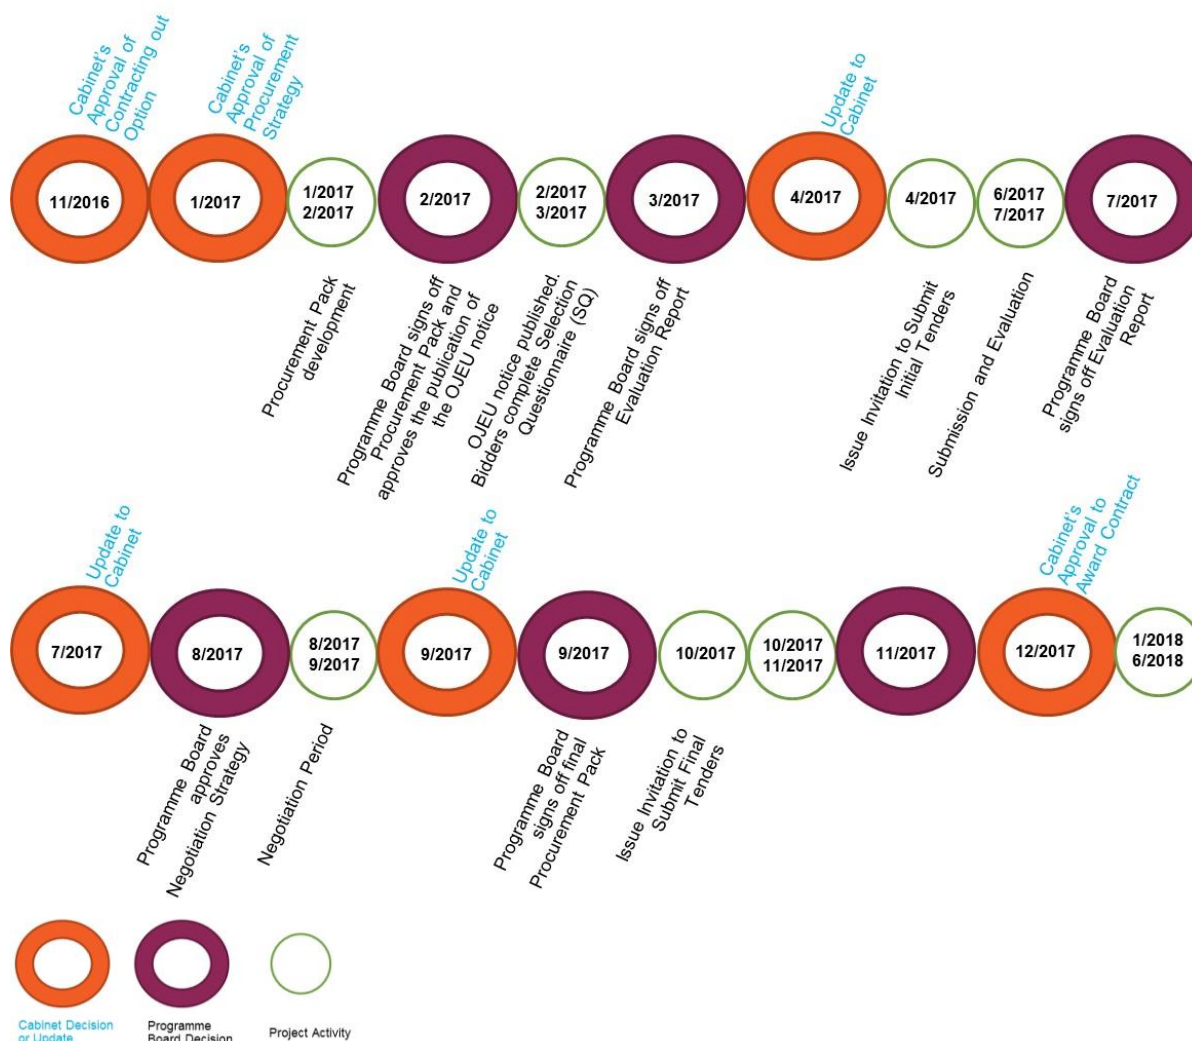 Cabinet's
Approval of
Contracting out
Option
Cabinet's
Approval of
Procurement
Strategy
Update to
Cabinet
11/2016
1/2017
1/2017
2/2017
2/2017
2/2017
3/2017
3/2017
4/2017
4/2017
6/2017
7/2017
7/2017
Procurement Pack
development
Programme Board signs off
Procurement Pack and
approves the publication of
the OJEU notice
OJEU notice published.
Bidders complete Selection
Questionnaire (SQ)
Programme Board signs off
Evaluation Report
Issue Invitation to Submit
Initial Tenders
Submission and Evaluation
Programme Board
signs off Evaluation
Report
Update to
Cabinet
Update to
Cabinet
Cabinet's
Approval to
Award Contract
7/2017
8/2017
8/2017
9/2017
9/2017
9/2017
10/2017
10/2017
11/2017
11/2017
12/2017
1/2018
6/2018
Programme Board
approves
Negotiation Strategy
Negotiation Period
Programme Board
signs off final
Procurement Pack
Issue Invitation to
Submit Final
Tenders
Cabinet Decision
or Update
Programme
Board Decision
Project Activity